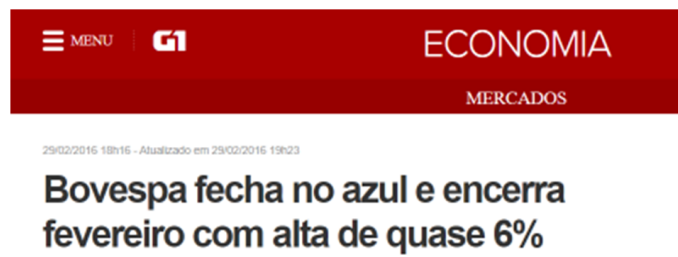 MENU G1 ECONOMIA
MERCADOS
29/02/2016 18h16 - Atualizado em 29/02/2016 19h23
Bovespa fecha no azul e encerra
fevereiro com alta de quase 6%